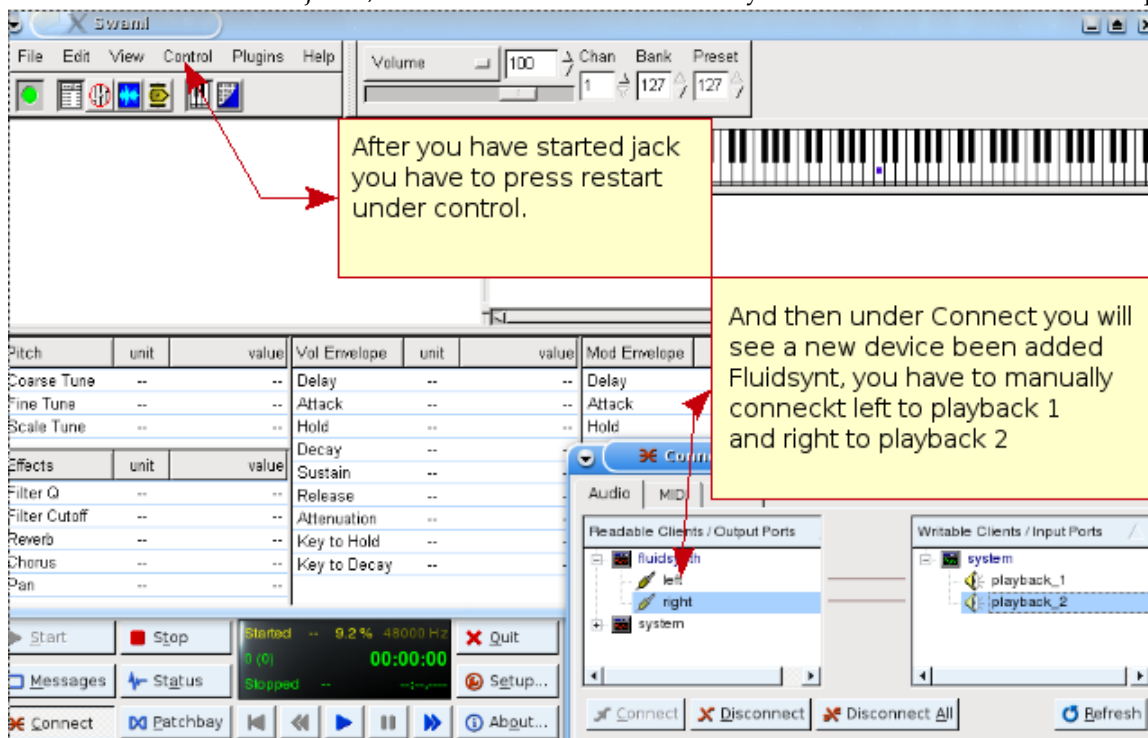 Swami
File Edit View Control Plugins Help
Volume 100 Chan Bank Preset
1 127 127
After you have started jack
you have to press restart
under control.
And then under Connect you will
see a new device been added
Fluidsynt, you have to manually
conneckt left to playback 1
and right to playback 2
Pitch unit value Vol Envelope unit value Mod Envelope
Coarse Tune -- -- Delay -- -- Delay
Fine Tune -- -- Attack -- -- Attack
Scale Tune -- -- Hold -- -- Hold
Decay --
Effects unit value Sustain --
Filter Q -- -- Release --
Filter Cutoff -- -- Attenuation --
Reverb -- -- Key to Hold --
Chorus -- -- Key to Decay --
Pan -- --
Audio MIDI
Readable Clients / Output Ports Writable Clients / Input Ports
fluidsynth system
left playback_1
right playback_2
system
Start Stop Started -- 9.2 % 48000 Hz Quit
0 (0) 00:00:00
Messages Status Stopped -- --:--.---- Setup...
Connect Patchbay About...
Connect Disconnect Disconnect All Refresh